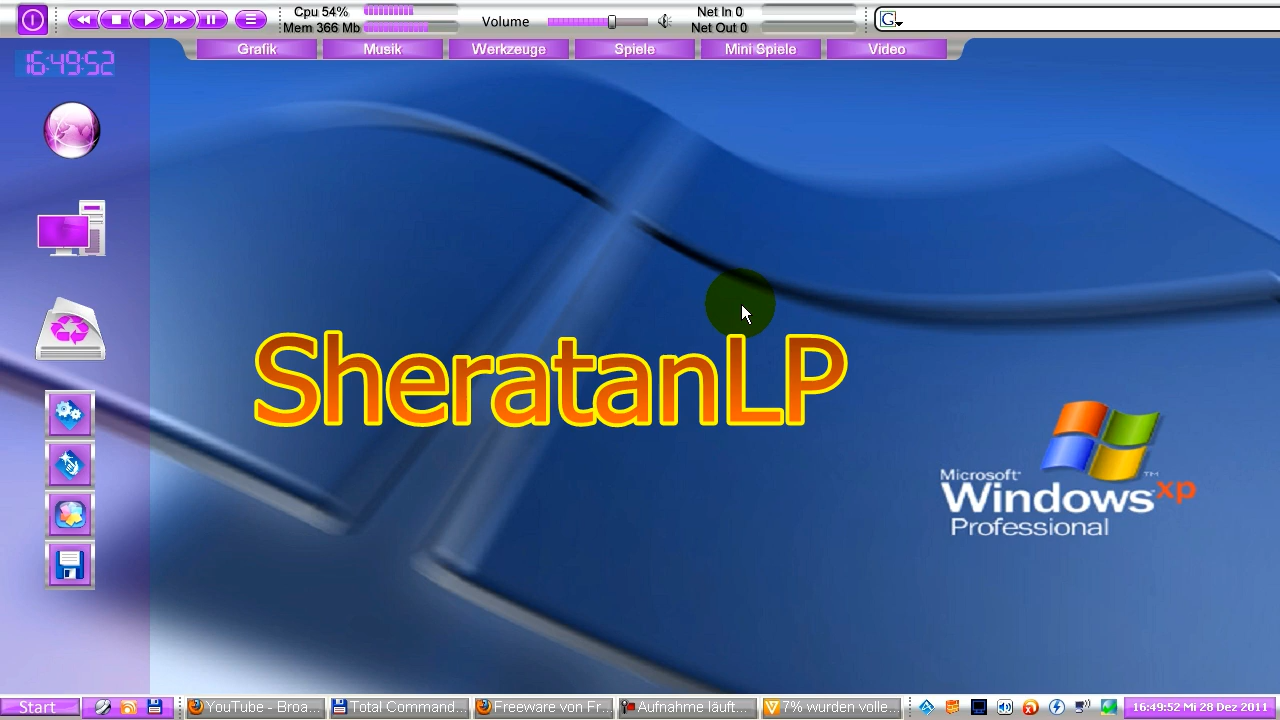 Cpu 54%
Mem 366 Mb
Volume
Net In 0
Net Out 0
G
Grafik
Musik
Werkzeuge
Spiele
Mini Spiele
Video
16:49:52
SheratanLP
Microsoft
Windows xp
TM
Professional
Start
YouTube - Broa...
Total Command...
Freeware von Fr...
Aufnahme läuft...
7% wurden volle...
16:49:52 Mi 28 Dez 2011